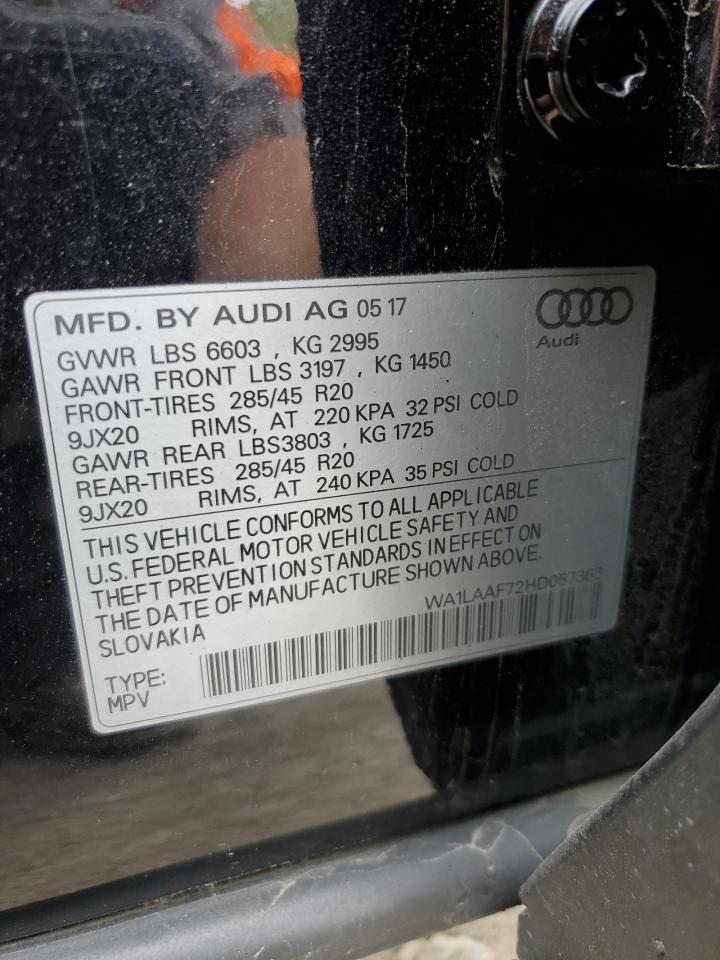 MFD. BY AUDI AG 05 17
Audi
GVWR LBS 6603 , KG 2995
GAWR FRONT LBS 3197 , KG 1450
FRONT-TIRES 285/45 R20
9JX20 RIMS, AT 220 KPA 32 PSI COLD
GAWR REAR LBS3803 , KG 1725
REAR-TIRES 285/45 R20
9JX20 RIMS, AT 240 KPA 35 PSI COLD
THIS VEHICLE CONFORMS TO ALL APPLICABLE
U.S. FEDERAL MOTOR VEHICLE SAFETY AND
THEFT PREVENTION STANDARDS IN EFFECT ON
THE DATE OF MANUFACTURE SHOWN ABOVE.
SLOVAKIA
WA1LAAF72HD057383
TYPE:
MPV